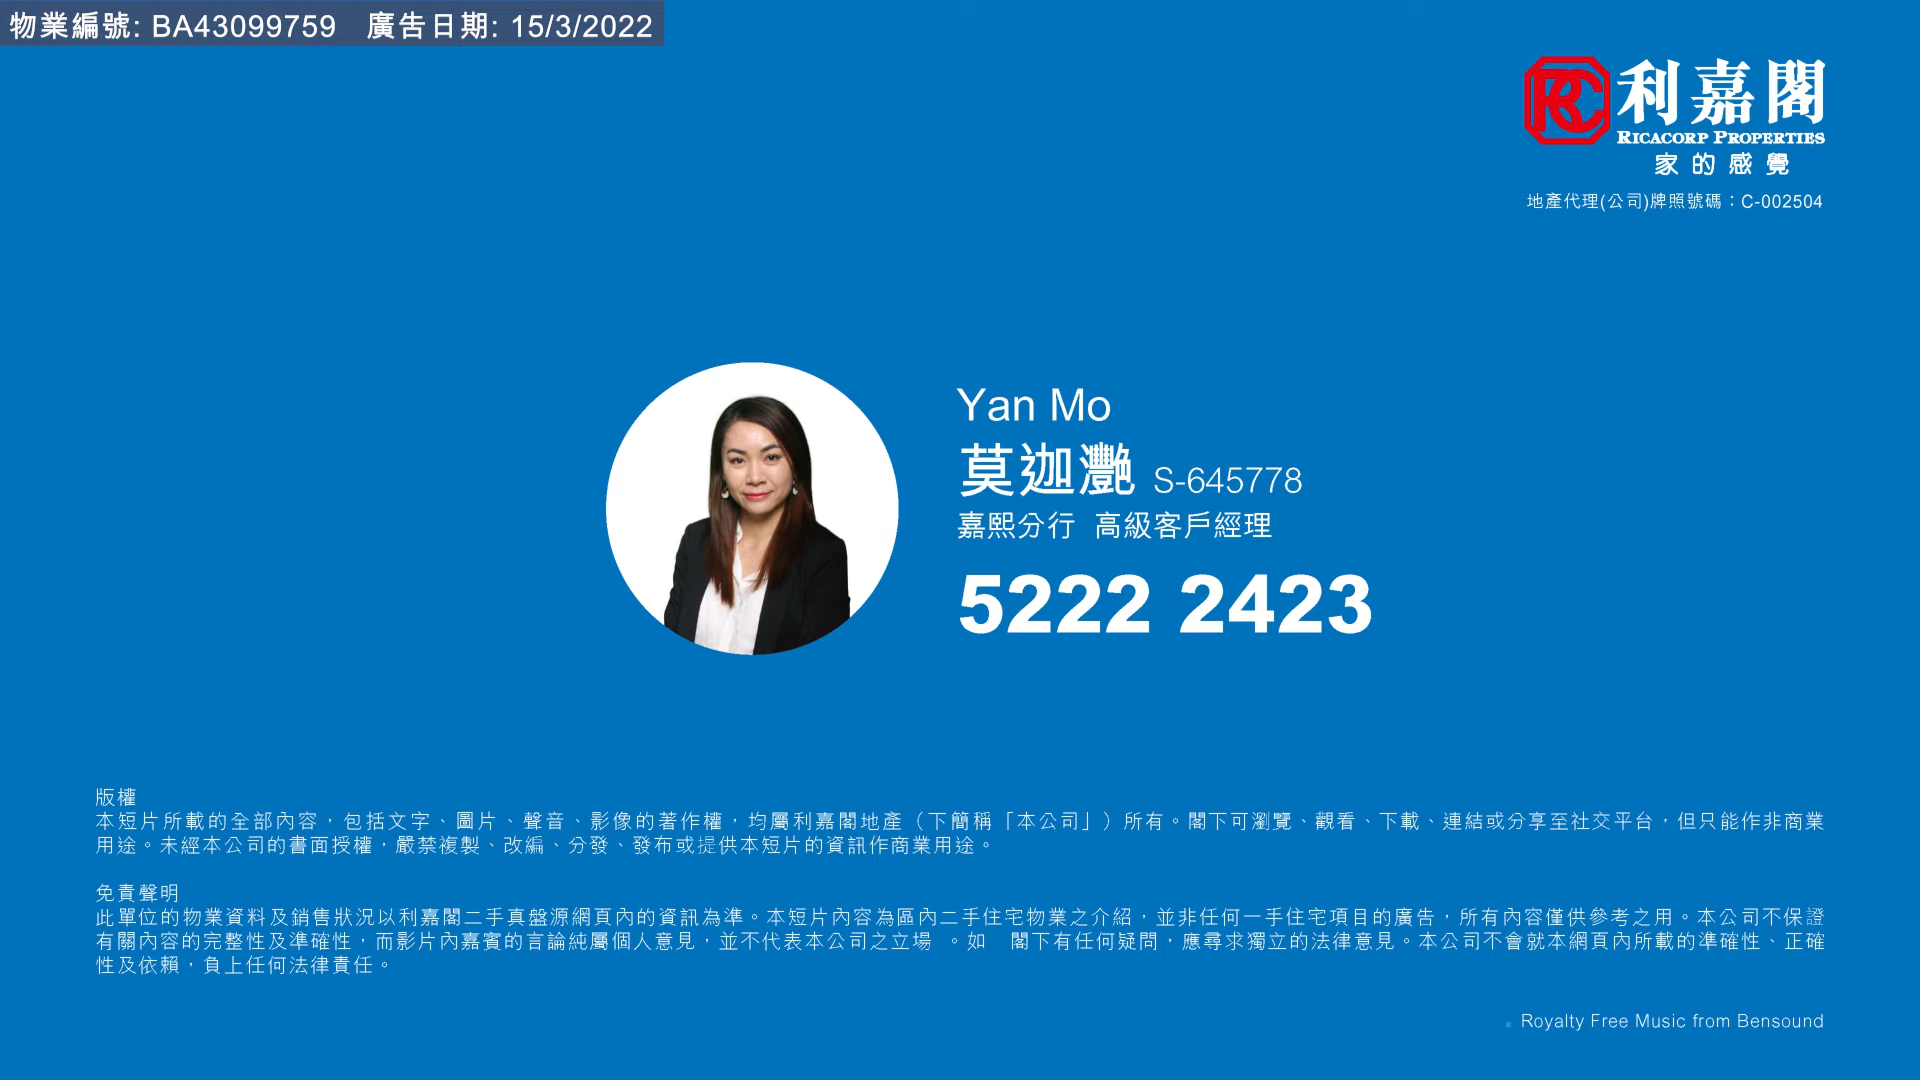 物業編號: BA43099759 廣告日期: 15/3/2022
RC 利嘉閣
RICACORP PROPERTIES
家的感覺
地產代理(公司)牌照號碼：C-002504
Yan Mo
莫迦灩 S-645778
嘉熙分行 高級客戶經理
5222 2423
版權
本短片所載的全部內容，包括文字、圖片、聲音、影像的著作權，均屬利嘉閣地產（下簡稱「本公司」）所有。閣下可瀏覽、觀看、下載、連結或分享至社交平台，但只能作非商業
用途。未經本公司的書面授權，嚴禁複製、改編、分發、發布或提供本短片的資訊作商業用途。
免責聲明
此單位的物業資料及銷售狀況以利嘉閣二手真盤源網頁內的資訊為準。本短片內容為區內二手住宅物業之介紹，並非任何一手住宅項目的廣告，所有內容僅供參考之用。本公司不保證
有關內容的完整性及準確性，而影片內嘉賓的言論純屬個人意見，並不代表本公司之立場 。如 閣下有任何疑問，應尋求獨立的法律意見。本公司不會就本網頁內所載的準確性、正確
性及依賴，負上任何法律責任。
Royalty Free Music from Bensound